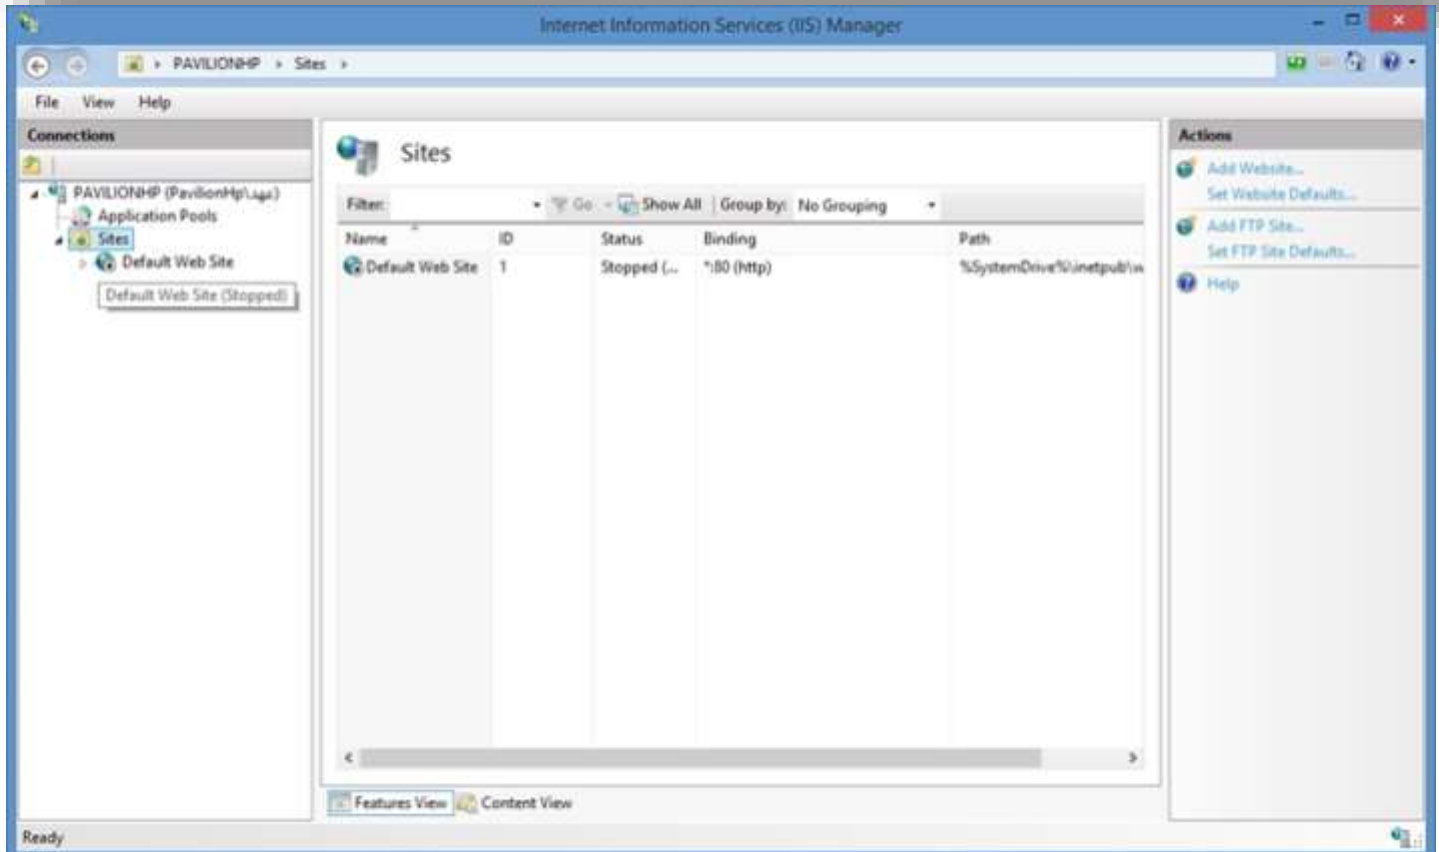 Internet Information Services (IIS) Manager
PAVILIONHP Sites
File View Help
Connections
PAVILIONHP (PavilionHp\عهد)
Application Pools
Sites
Default Web Site
Default Web Site (Stopped)
Sites
Filter: Go Show All Group by: No Grouping
Name ID Status Binding Path
Default Web Site 1 Stopped (... *:80 (http) %SystemDrive%\inetpub\w
Features View Content View
Actions
Add Website...
Set Website Defaults...
Add FTP Site...
Set FTP Site Defaults...
Help
Ready